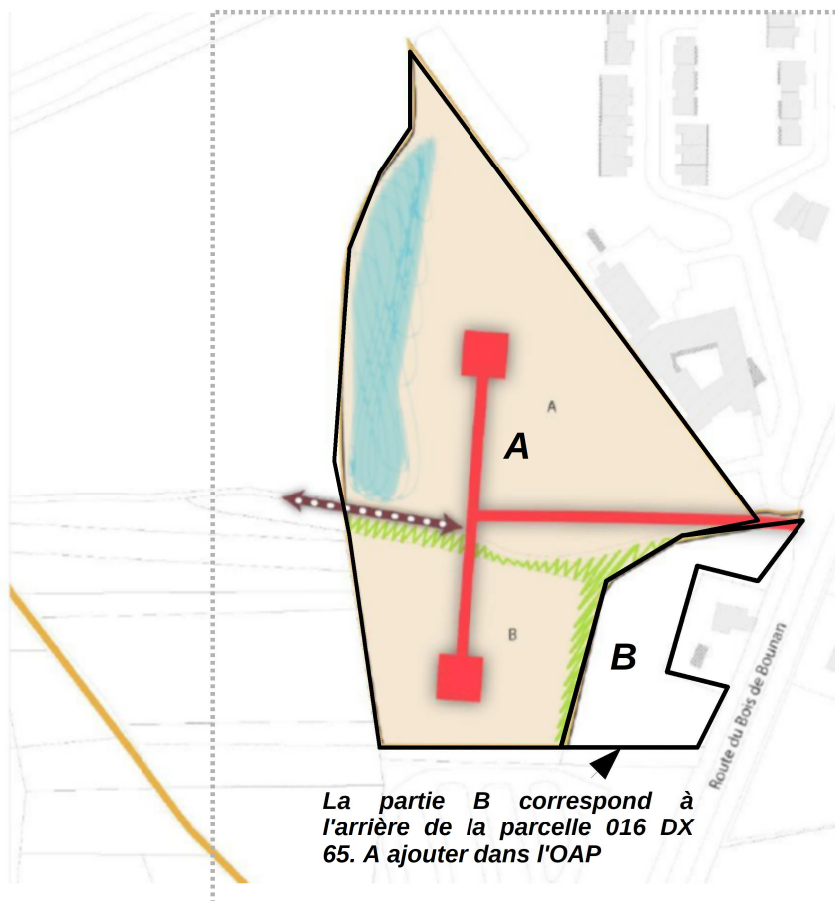 A
A
B
B
Route du Bois de Bounan
La partie B correspond à
l'arrière de la parcelle 016 DX
65. A ajouter dans l'OAP